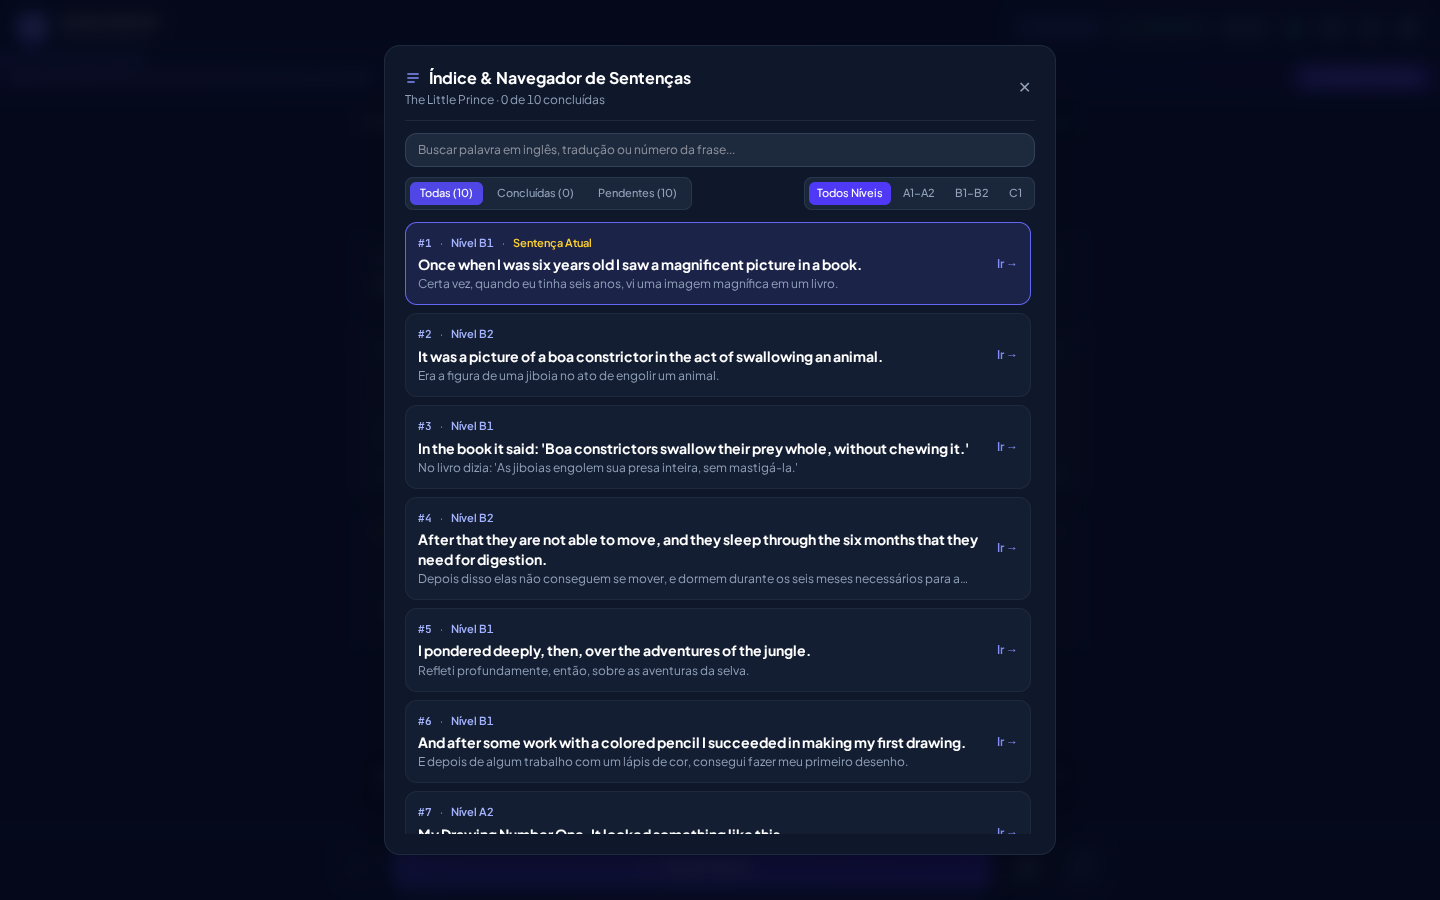 Índice & Navegador de Sentenças
The Little Prince · 0 de 10 concluídas
Buscar palavra em inglês, tradução ou número da frase...
Todas (10) Concluídas (0) Pendentes (10) Todos Níveis A1–A2 B1–B2 C1
#1 · Nível B1 · Sentença Atual
Once when I was six years old I saw a magnificent picture in a book.
Certa vez, quando eu tinha seis anos, vi uma imagem magnífica em um livro.
Ir →
#2 · Nível B2
It was a picture of a boa constrictor in the act of swallowing an animal.
Era a figura de uma jiboia no ato de engolir um animal.
Ir →
#3 · Nível B1
In the book it said: 'Boa constrictors swallow their prey whole, without chewing it.'
No livro dizia: 'As jiboias engolem sua presa inteira, sem mastigá-la.'
Ir →
#4 · Nível B2
After that they are not able to move, and they sleep through the six months that they
need for digestion.
Depois disso elas não conseguem se mover, e dormem durante os seis meses necessários para a...
Ir →
#5 · Nível B1
I pondered deeply, then, over the adventures of the jungle.
Refleti profundamente, então, sobre as aventuras da selva.
Ir →
#6 · Nível B1
And after some work with a colored pencil I succeeded in making my first drawing.
E depois de algum trabalho com um lápis de cor, consegui fazer meu primeiro desenho.
Ir →
#7 · Nível A2
My Drawing Number One. It looked something like this.
Ir →